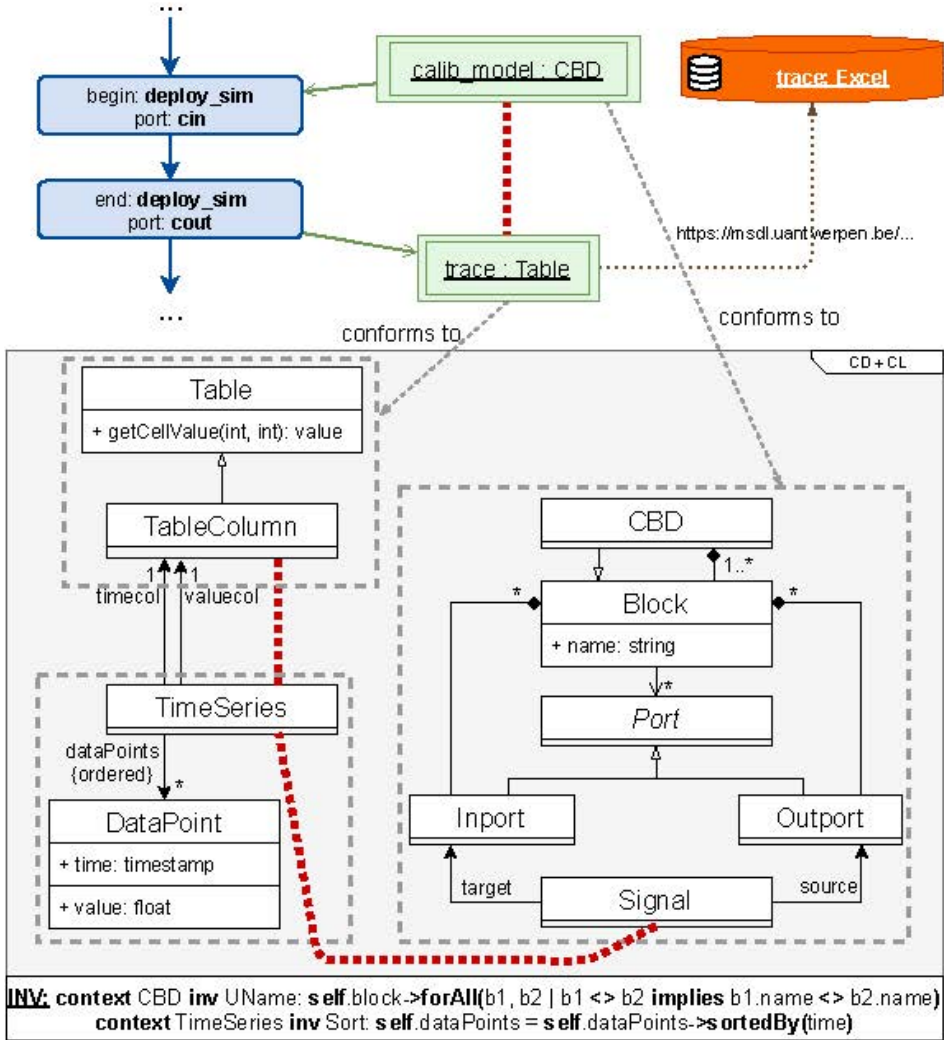 ...
begin: deploy_sim
port: cin
calib_model : CBD
trace: Excel
end: deploy_sim
port: cout
trace : Table
https://msdl.uantwerpen.be/...
...
conforms to
conforms to
CD + CL
Table
+ getCellValue(int, int): value
TableColumn
1
1
timecol
valuecol
TimeSeries
dataPoints
{ordered}
*
DataPoint
+ time: timestamp
+ value: float
CBD
1..*
*
*
Block
+ name: string
*
Port
Inport
Outport
target
source
Signal
INV: context CBD inv UName: self.block->forAll(b1, b2 | b1 <> b2 implies b1.name <> b2.name)
context TimeSeries inv Sort: self.dataPoints = self.dataPoints->sortedBy(time)